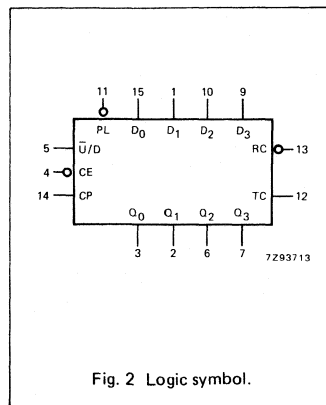 11 15 1 10 9
PL D0 D1 D2 D3
5 U̅/D RC 13
4 CE
14 CP TC 12
Q0 Q1 Q2 Q3
3 2 6 7
7Z93713
Fig. 2 Logic symbol.